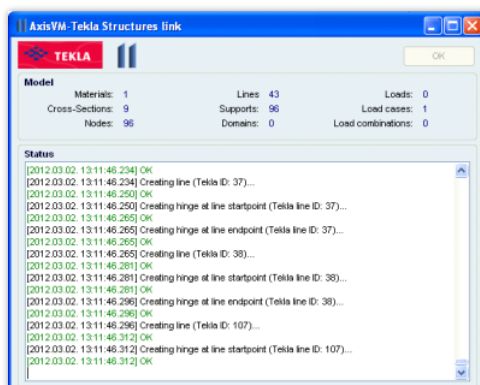 AxisVM-Tekla Structures link
TEKLA
OK
Model
Materials: 1 Lines 43 Loads: 0
Cross-Sections: 9 Supports: 96 Load cases: 1
Nodes: 96 Domains: 0 Load combinations: 0
Status
[2012.03.02. 13:11:46.234] OK
[2012.03.02. 13:11:46.234] Creating line (Tekla ID: 37)...
[2012.03.02. 13:11:46.250] OK
[2012.03.02. 13:11:46.250] Creating hinge at line startpoint (Tekla line ID: 37)...
[2012.03.02. 13:11:46.265] OK
[2012.03.02. 13:11:46.265] Creating hinge at line endpoint (Tekla line ID: 37)...
[2012.03.02. 13:11:46.265] OK
[2012.03.02. 13:11:46.265] Creating line (Tekla ID: 38)...
[2012.03.02. 13:11:46.281] OK
[2012.03.02. 13:11:46.281] Creating hinge at line startpoint (Tekla line ID: 38)...
[2012.03.02. 13:11:46.296] OK
[2012.03.02. 13:11:46.296] Creating hinge at line endpoint (Tekla line ID: 38)...
[2012.03.02. 13:11:46.296] OK
[2012.03.02. 13:11:46.296] Creating line (Tekla ID: 107)...
[2012.03.02. 13:11:46.312] OK
[2012.03.02. 13:11:46.312] Creating hinge at line startpoint (Tekla line ID: 107)...
[2012.03.02. 13:11:46.312] OK